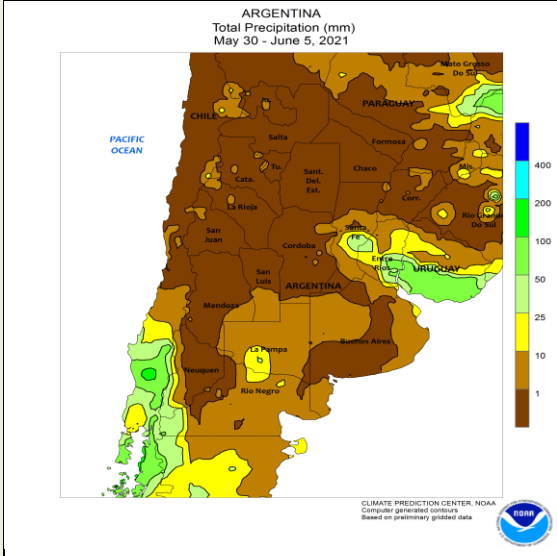 ARGENTINA
Total Precipitation (mm)
May 30 - June 5, 2021
Mato Grosso
Do Sul
PARAGUAY
CHILE
PACIFIC
OCEAN
Salta
Formosa
Tu.
Cata.
Sant.
Del.
Est.
Chaco
Mis.
Corr.
La Rioja
Rio Grande
Do Sul
San
Juan
Santa
Fe
Cordoba
Entre
Rios
URUGUAY
San
Luis
ARGENTINA
Mendoza
Buenos Aires
La Pampa
Neuquen
Rio Negro
400
200
100
50
25
10
1
CLIMATE PREDICTION CENTER, NOAA
Computer generated contours
Based on preliminary gridded data
NOAA